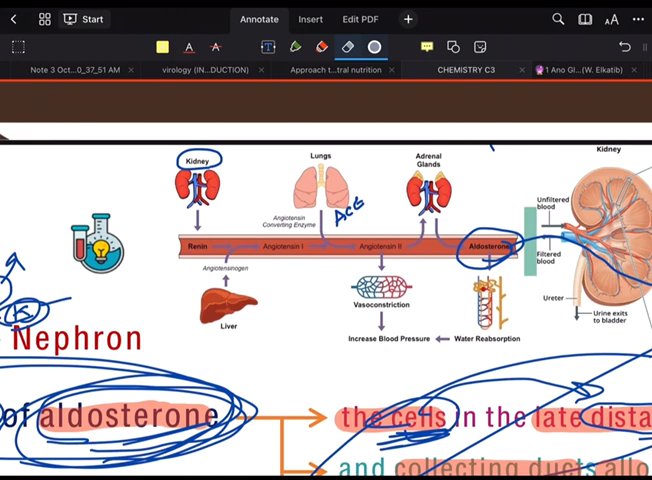 Start
Annotate
Insert
Edit PDF
AA
Note 3 Oct...0_37_51 AM
virology (IN...DUCTION)
Approach t...tral nutrition
CHEMISTRY C3
1 Ano Gl...(W. Elkatib)
Kidney
Lungs
Adrenal
Glands
Kidney
Angiotensin
Converting Enzyme
ACE
Unfiltered
blood
Renin
Angiotensin I
Angiotensin II
Aldosterone
Filtered
blood
Angiotensinogen
Liver
Vasoconstriction
Ureter
Urine exits
to bladder
Increase Blood Pressure
Water Reabsorption
K
Nephron
of aldosterone
the cells in the late dista
and collecting ducts allo